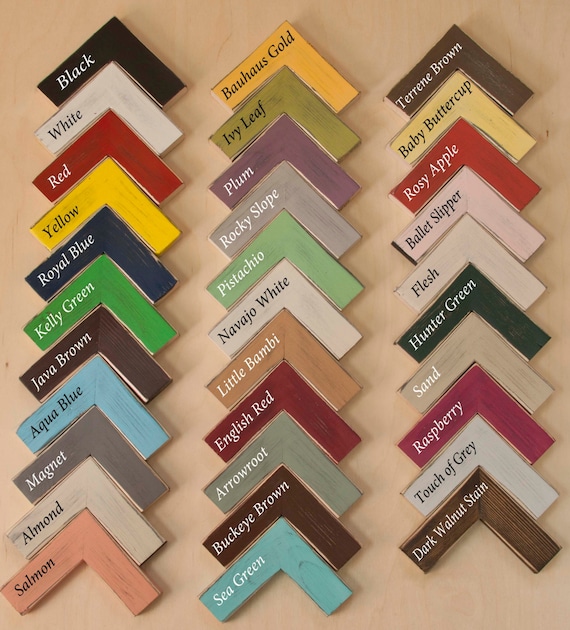 Black
White
Red
Yellow
Royal Blue
Kelly Green
Java Brown
Aqua Blue
Magnet
Almond
Salmon
Bauhaus Gold
Ivy Leaf
Plum
Rocky Slope
Pistachio
Navajo White
Little Bambi
English Red
Arrowroot
Buckeye Brown
Sea Green
Terrene Brown
Baby Buttercup
Rosy Apple
Ballet Slipper
Flesh
Hunter Green
Sand
Raspberry
Touch of Grey
Dark Walnut Stain